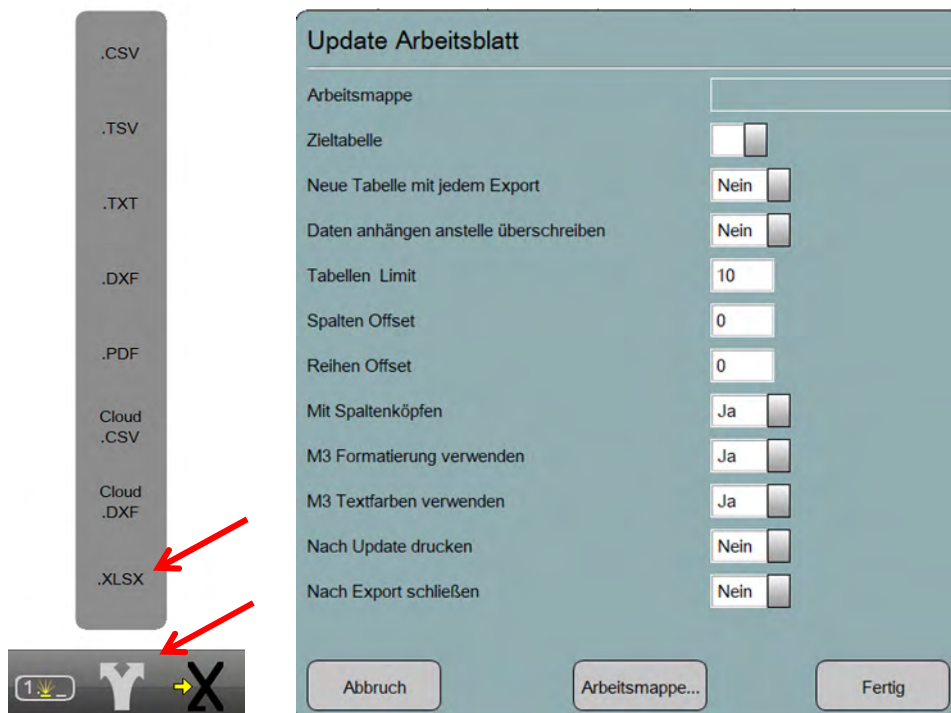 .CSV
.TSV
.TXT
.DXF
.PDF
Cloud
.CSV
Cloud
.DXF
.XLSX
1._
Update Arbeitsblatt
Arbeitsmappe
Zieltabelle
Neue Tabelle mit jedem Export Nein
Daten anhängen anstelle überschreiben Nein
Tabellen Limit 10
Spalten Offset 0
Reihen Offset 0
Mit Spaltenköpfen Ja
M3 Formatierung verwenden Ja
M3 Textfarben verwenden Ja
Nach Update drucken Nein
Nach Export schließen Nein
Abbruch Arbeitsmappe... Fertig